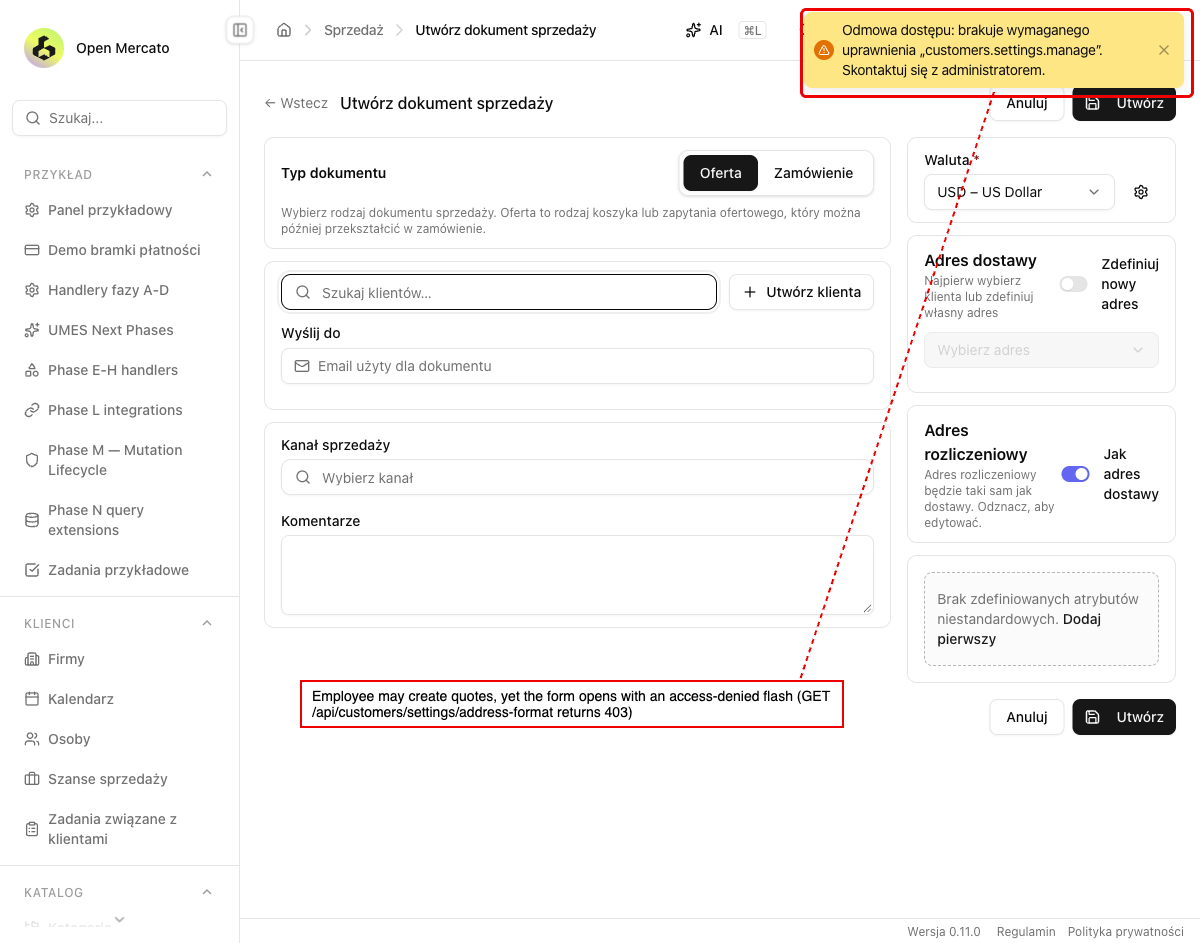 Open Mercato
Szukaj...
PRZYKŁAD
Panel przykładowy
Demo bramki płatności
Handlery fazy A-D
UMES Next Phases
Phase E-H handlers
Phase L integrations
Phase M — Mutation
Lifecycle
Phase N query
extensions
Zadania przykładowe
KLIENCI
Firmy
Kalendarz
Osoby
Szanse sprzedaży
Zadania związane z
klientami
KATALOG
Kategorie
Sprzedaż
Utwórz dokument sprzedaży
AI
⌘L
Odmowa dostępu: brakuje wymaganego
uprawnienia „customers.settings.manage”.
Skontaktuj się z administratorem.
Wstecz
Utwórz dokument sprzedaży
Anuluj
Utwórz
Typ dokumentu
Oferta
Zamówienie
Wybierz rodzaj dokumentu sprzedaży. Oferta to rodzaj koszyka lub zapytania ofertowego, który można
później przekształcić w zamówienie.
Szukaj klientów...
Utwórz klienta
Wyślij do
Email użyty dla dokumentu
Kanał sprzedaży
Wybierz kanał
Komentarze
Waluta *
USD – US Dollar
Adres dostawy
Najpierw wybierz
klienta lub zdefiniuj
własny adres
Zdefiniuj
nowy
adres
Wybierz adres
Adres
rozliczeniowy
Adres rozliczeniowy
będzie taki sam jak
dostawy. Odznacz, aby
edytować.
Jak
adres
dostawy
Brak zdefiniowanych atrybutów
niestandardowych. Dodaj
pierwszy
Anuluj
Utwórz
Employee may create quotes, yet the form opens with an access-denied flash (GET
/api/customers/settings/address-format returns 403)
Wersja 0.11.0
Regulamin
Polityka prywatności